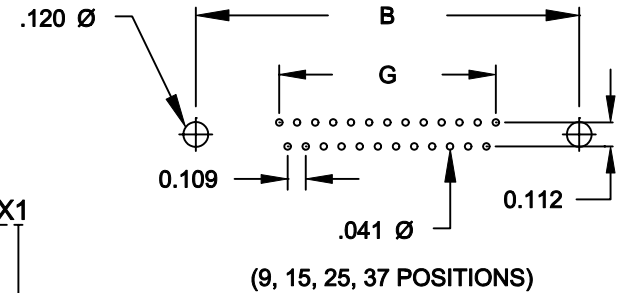 .120 Ø
B
G
0.109
0.112
X1
.041 Ø
(9, 15, 25, 37 POSITIONS)